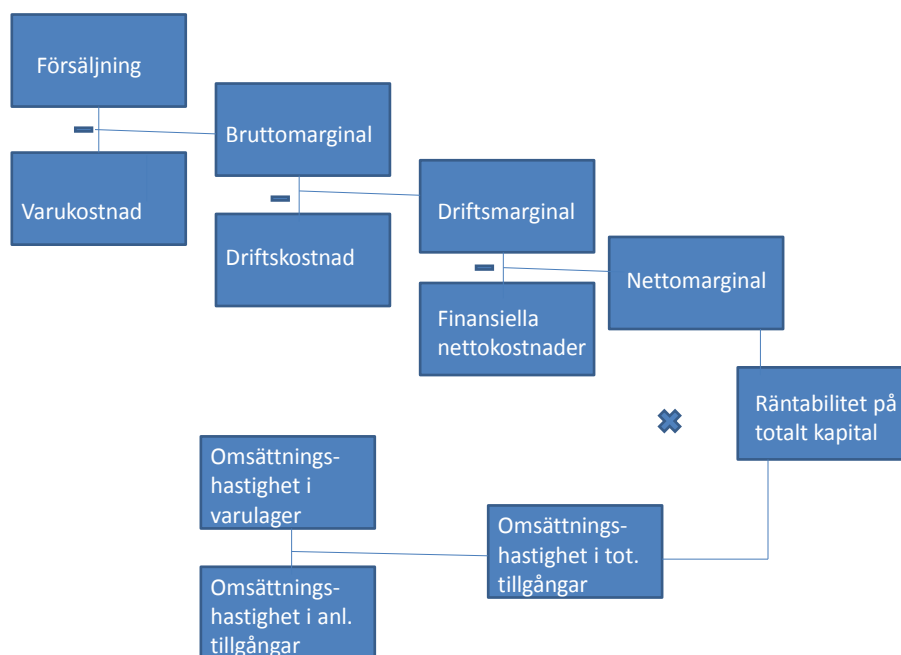 Försäljning
Varukostnad
Bruttomarginal
Driftskostnad
Driftsmarginal
Finansiella
nettokostnader
Nettomarginal
Räntabilitet på
totalt kapital
Omsättnings-
hastighet i
varulager
Omsättnings-
hastighet i tot.
tillgångar
Omsättnings-
hastighet i anl.
tillgångar